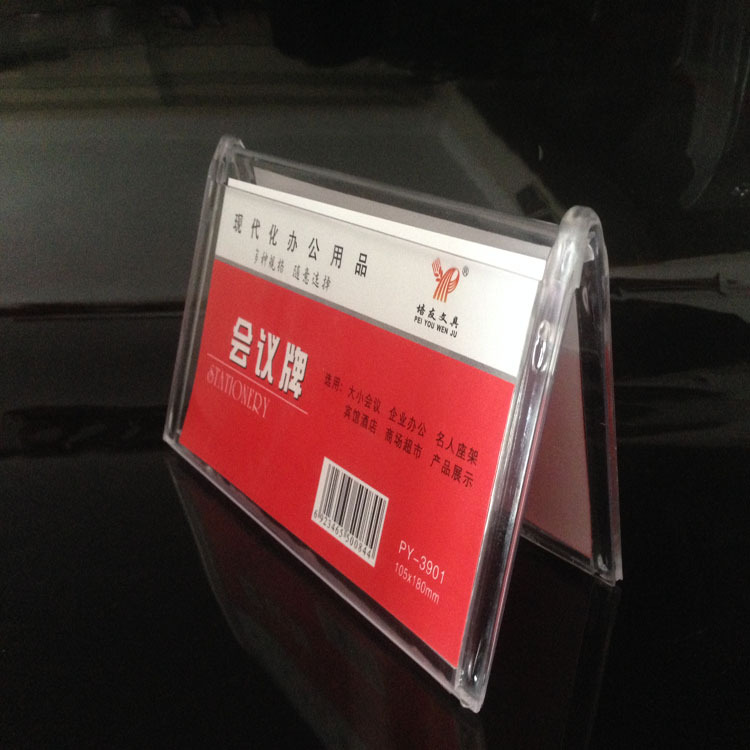 现代化办公用品
多种规格 随意选择
®
培友文具
PEI YOU WEN JU
会议牌
STATIONERY
选用：大小会议 企业办公 名人座架
宾馆酒店 商场超市 产品展示
6925465500844
PY-3901
105x180mm